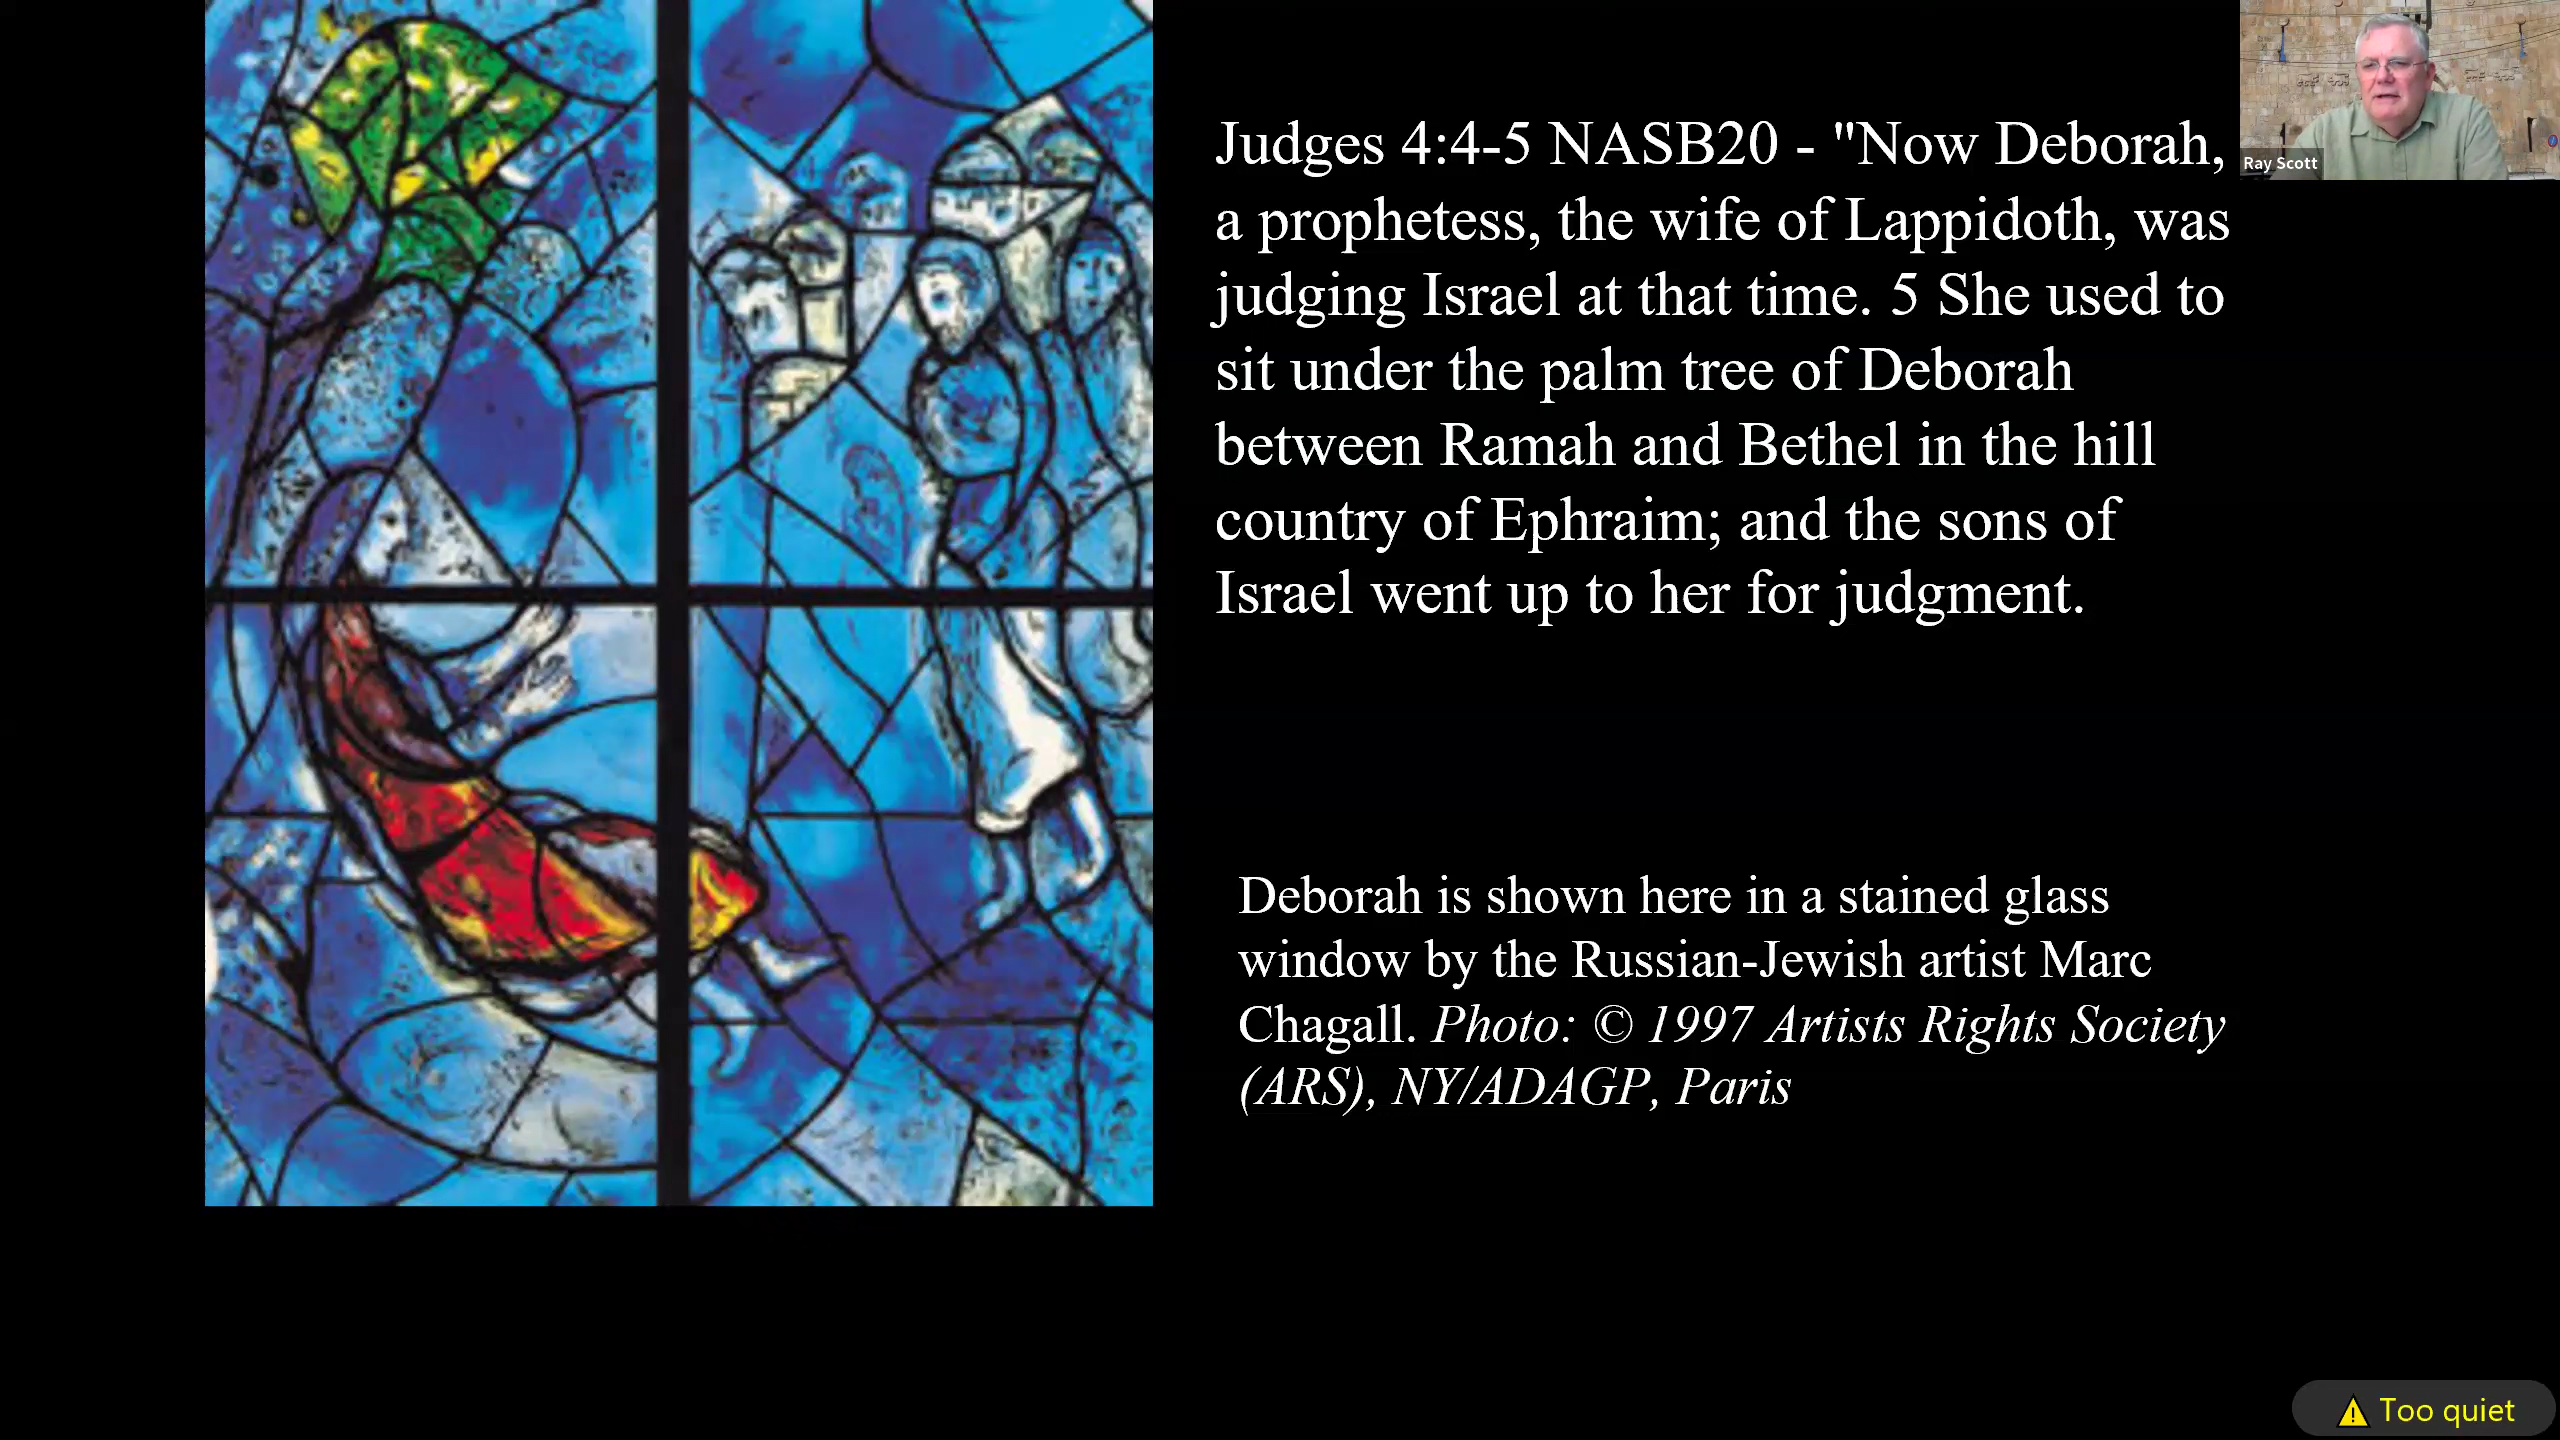 Judges 4:4-5 NASB20 - "Now Deborah,
a prophetess, the wife of Lappidoth, was
judging Israel at that time. 5 She used to
sit under the palm tree of Deborah
between Ramah and Bethel in the hill
country of Ephraim; and the sons of
Israel went up to her for judgment.
Deborah is shown here in a stained glass
window by the Russian-Jewish artist Marc
Chagall. Photo: © 1997 Artists Rights Society
(ARS), NY/ADAGP, Paris
Ray Scott
Too quiet